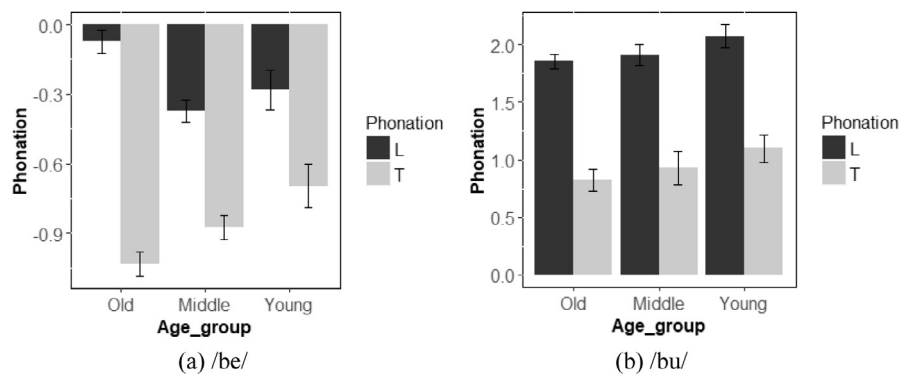 Phonation
0.0
-0.3
-0.6
-0.9
Old Middle Young
Age_group
Phonation
L
T
(a) /be/
Phonation
2.0
1.5
1.0
0.5
0.0
Old Middle Young
Age_group
Phonation
L
T
(b) /bu/